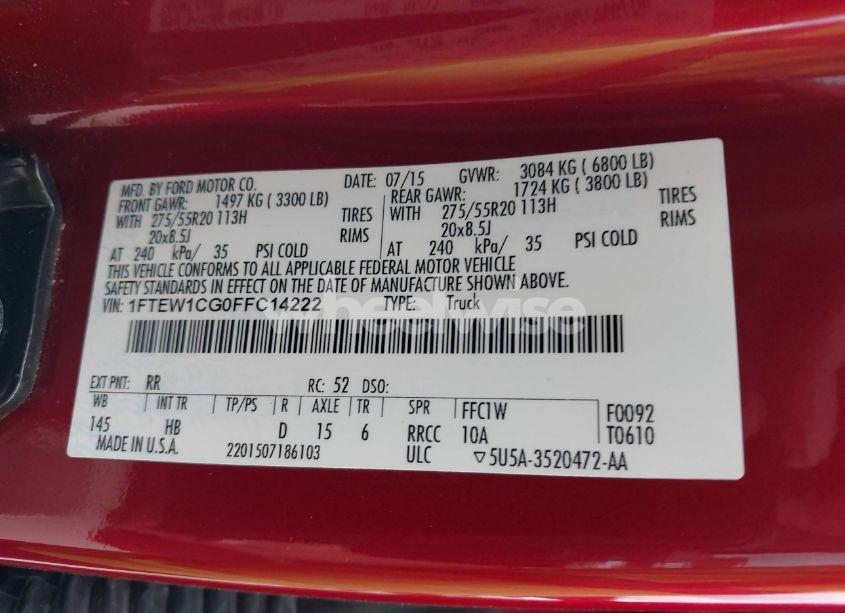 MFD. BY FORD MOTOR CO.
DATE: 07/15 GVWR: 3084 KG ( 6800 LB)
FRONT GAWR: 1497 KG ( 3300 LB)
REAR GAWR: 1724 KG ( 3800 LB)
WITH 275/55R20 113H TIRES
WITH 275/55R20 113H TIRES
20x8.5J RIMS
20x8.5J RIMS
AT 240 kPa/ 35 PSI COLD
AT 240 kPa/ 35 PSI COLD
THIS VEHICLE CONFORMS TO ALL APPLICABLE FEDERAL MOTOR VEHICLE
SAFETY STANDARDS IN EFFECT ON THE DATE OF MANUFACTURE SHOWN ABOVE.
VIN: 1FTEW1CG0FFC14222 TYPE: Truck
wheelwise
EXT PNT: RR RC: 52 DSO:
WB INT TR TP/PS R AXLE TR SPR FFC1W F0092
145 HB D 15 6 RRCC 10A T0610
MADE IN U.S.A. 2201507186103 ULC ▽5U5A-3520472-AA